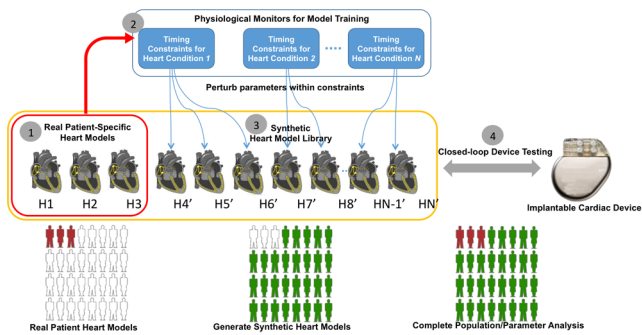 2
Physiological Monitors for Model Training
Timing
Constraints for
Heart Condition 1
Timing
Constraints for
Heart Condition 2
Timing
Constraints for
Heart Condition N
Perturb parameters within constraints
1
Real Patient-Specific
Heart Models
3
Synthetic
Heart Model Library
4
Closed-loop Device Testing
H1 H2 H3 H4’ H5’ H6’ H7’ H8’ HN-1’ HN’
Implantable Cardiac Device
Real Patient Heart Models
Generate Synthetic Heart Models
Complete Population/Parameter Analysis